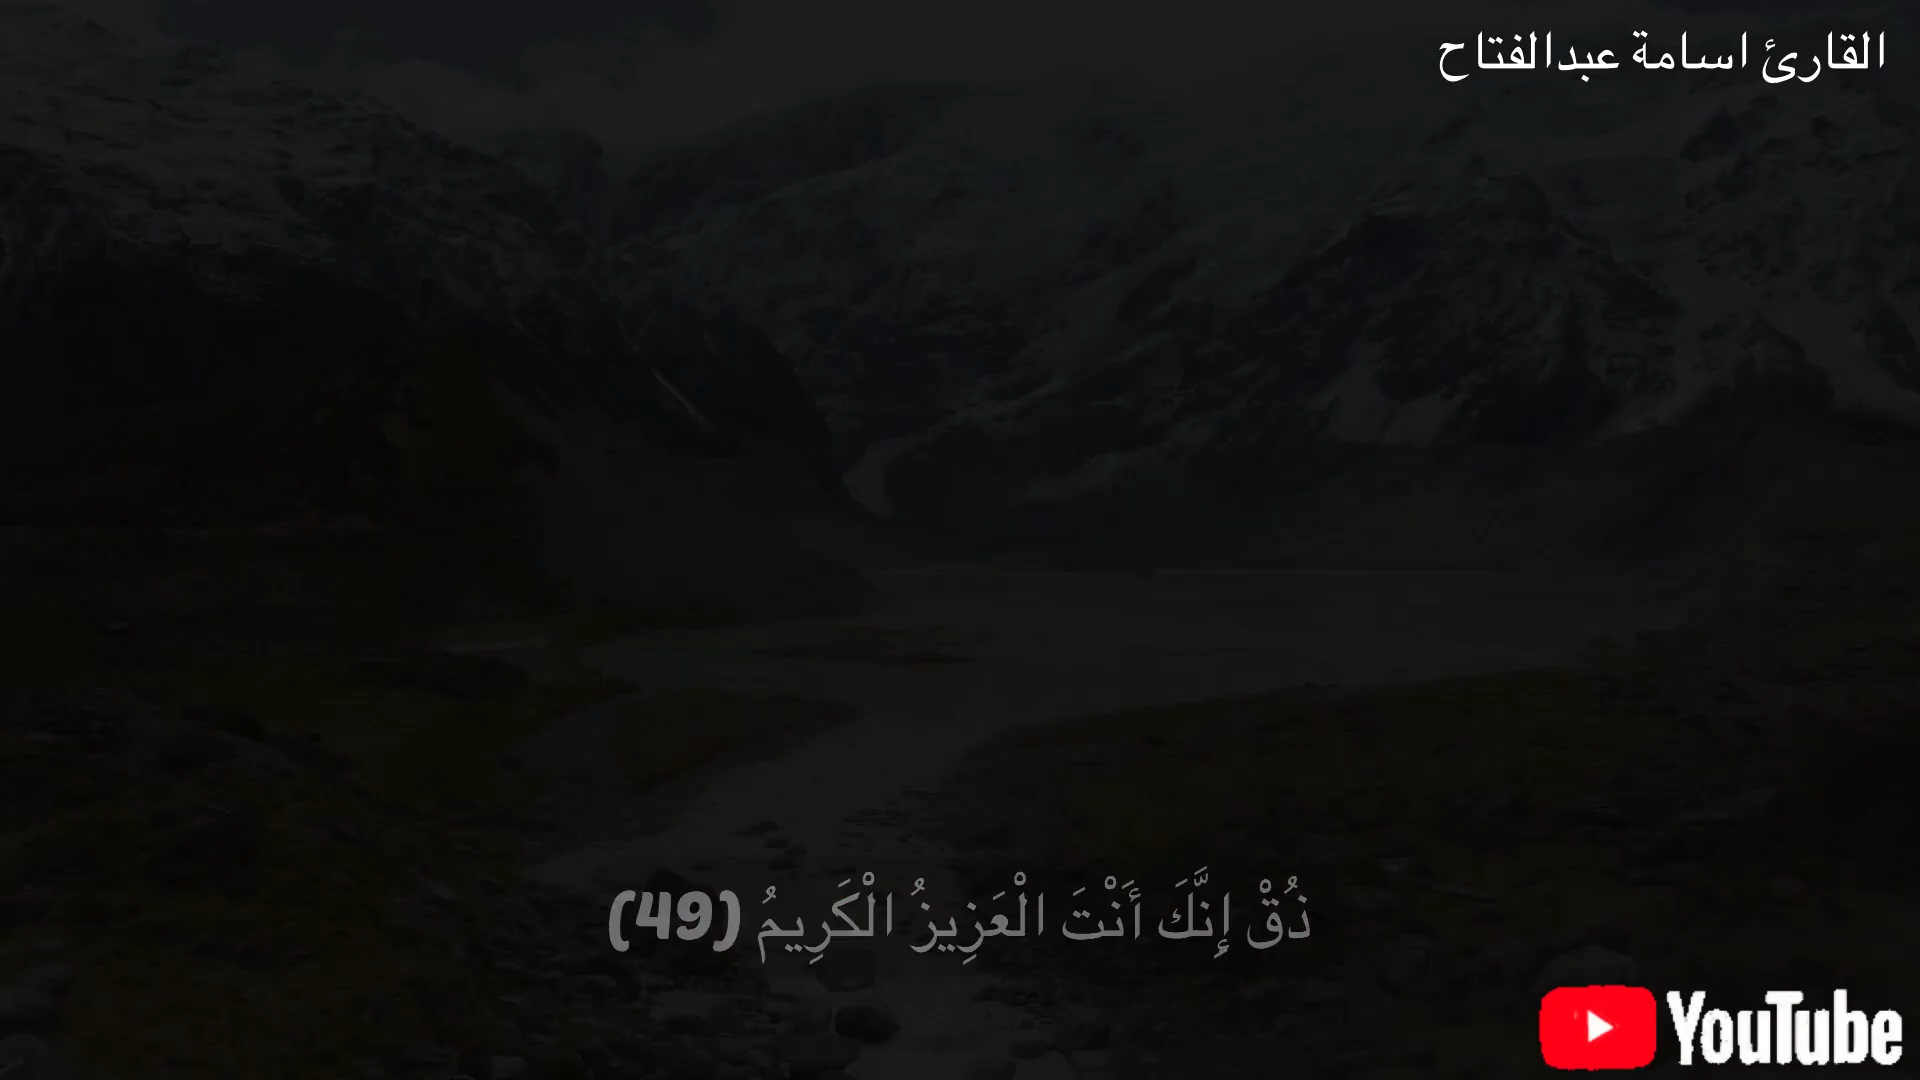 القارئ اسامة عبدالفتاح
ذُقْ إِنَّكَ أَنْتَ الْعَزِيزُ الْكَرِيمُ (49)
YouTube